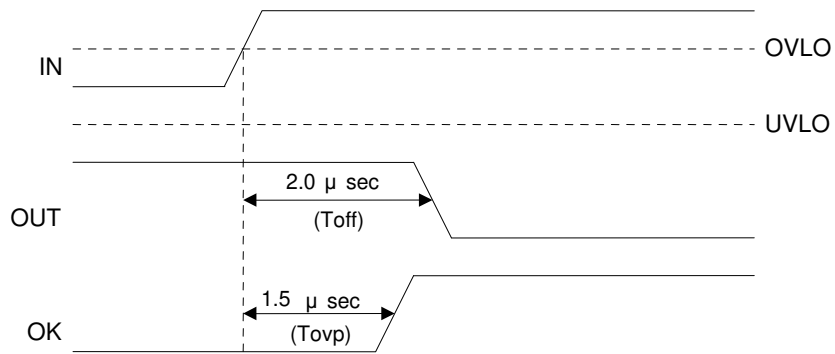 OVLO
IN
UVLO
2.0 μ sec
(Toff)
OUT
1.5 μ sec
(Tovp)
OK